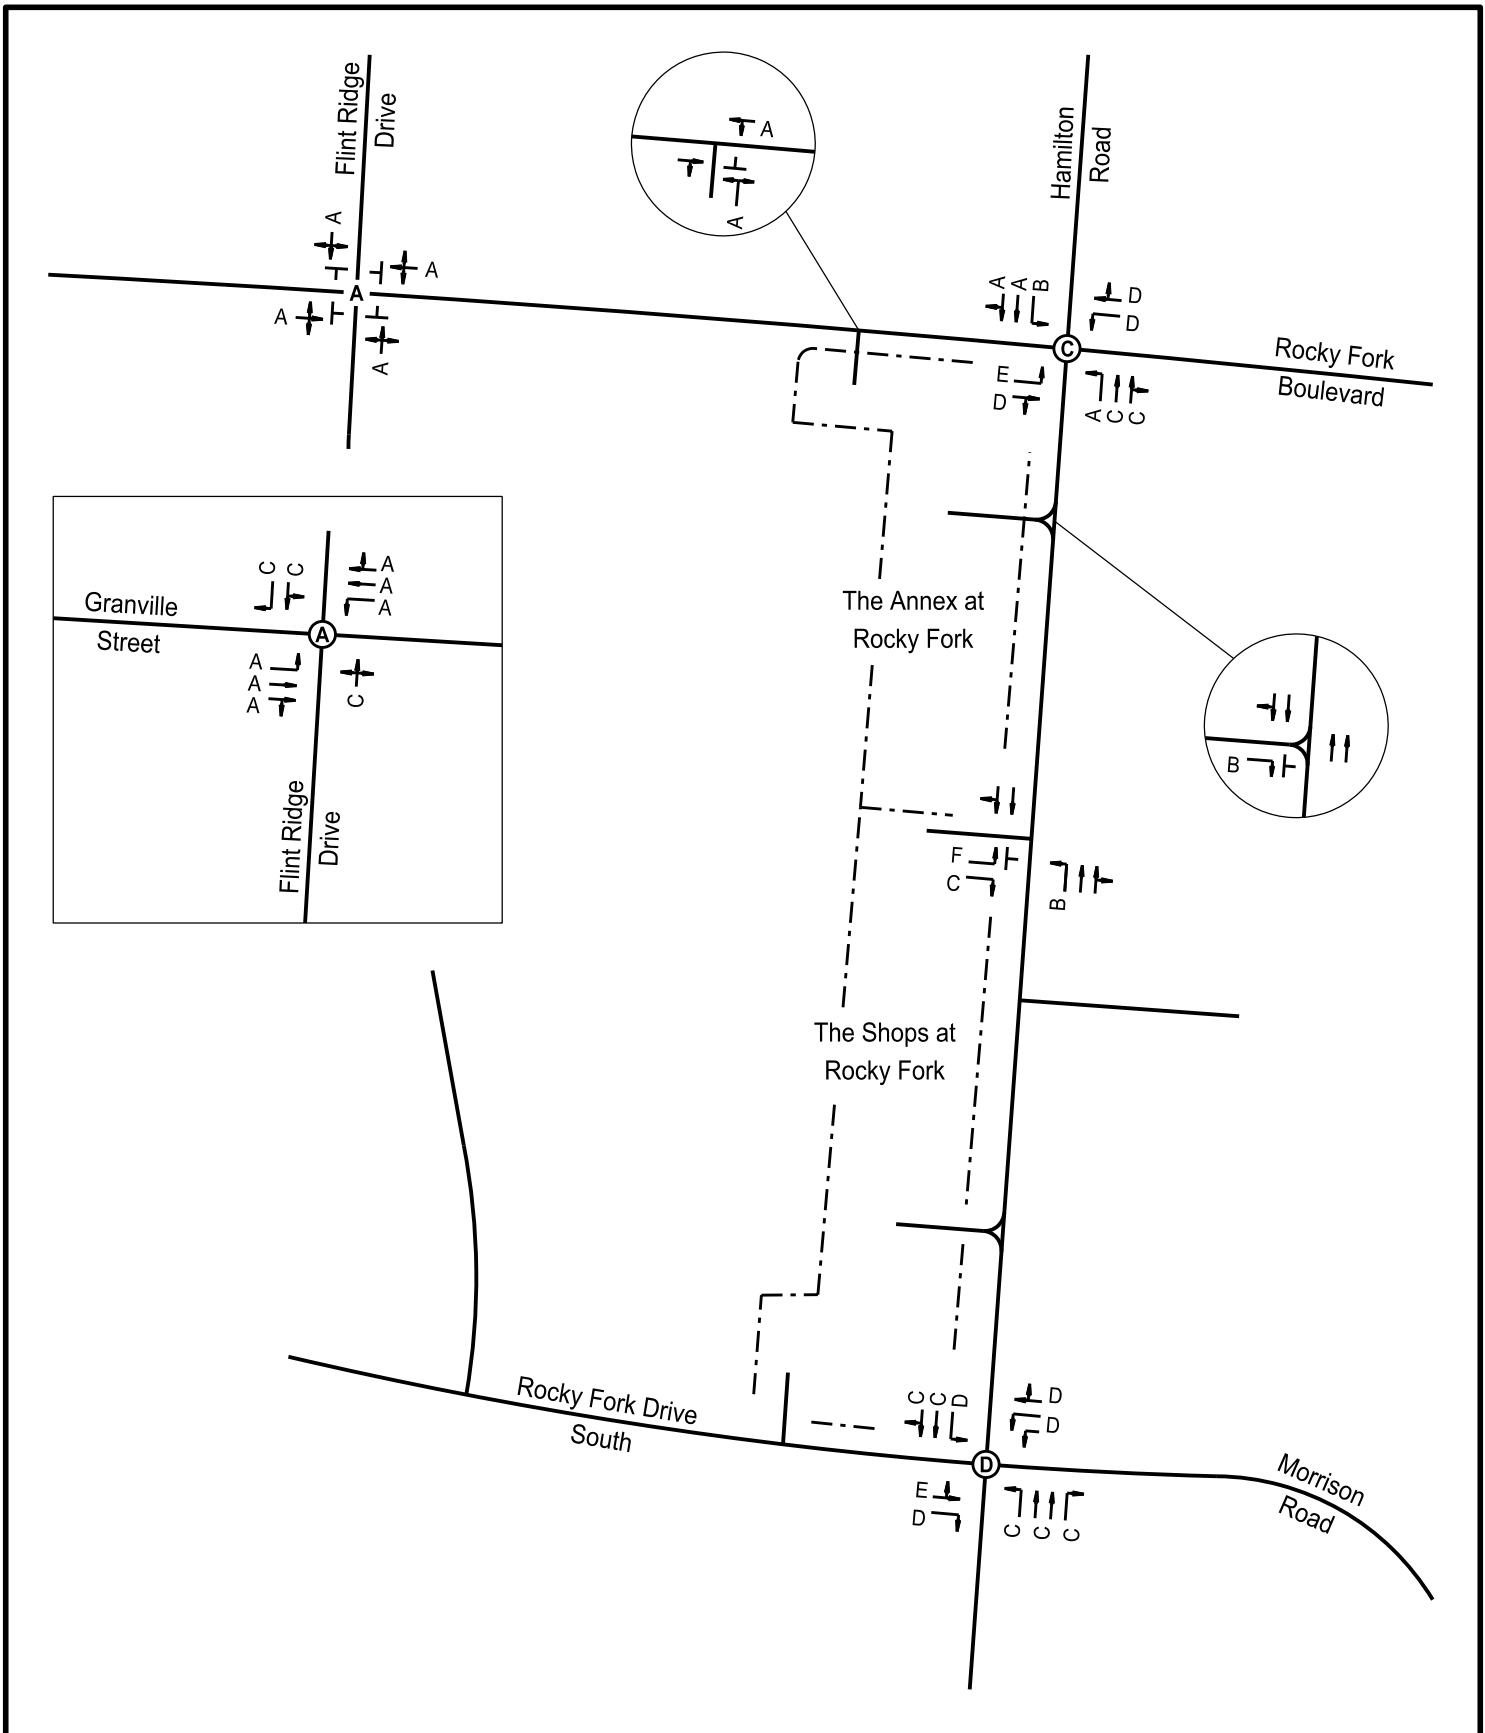 Flint Ridge
Drive
A
A
A
A
A
A
A
Hamilton
Road
A
A
B
D
D
C
E
D
A
C
C
Rocky Fork
Boulevard
C
C
A
A
A
Granville
Street
A
A
A
A
C
Flint Ridge
Drive
The Annex at
Rocky Fork
B
F
C
B
The Shops at
Rocky Fork
Rocky Fork Drive
South
C
C
D
D
D
D
E
D
C
C
C
Morrison
Road